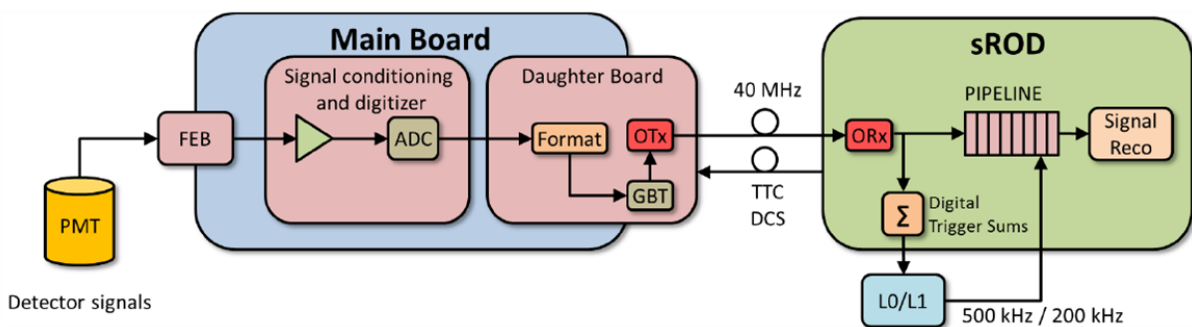 Main Board
sROD
Signal conditioning
and digitizer
Daughter Board
40 MHz
PIPELINE
FEB
ADC
Format
OTx
ORx
Signal
Reco
GBT
TTC
DCS
PMT
Σ
Digital
Trigger Sums
Detector signals
L0/L1
500 kHz / 200 kHz